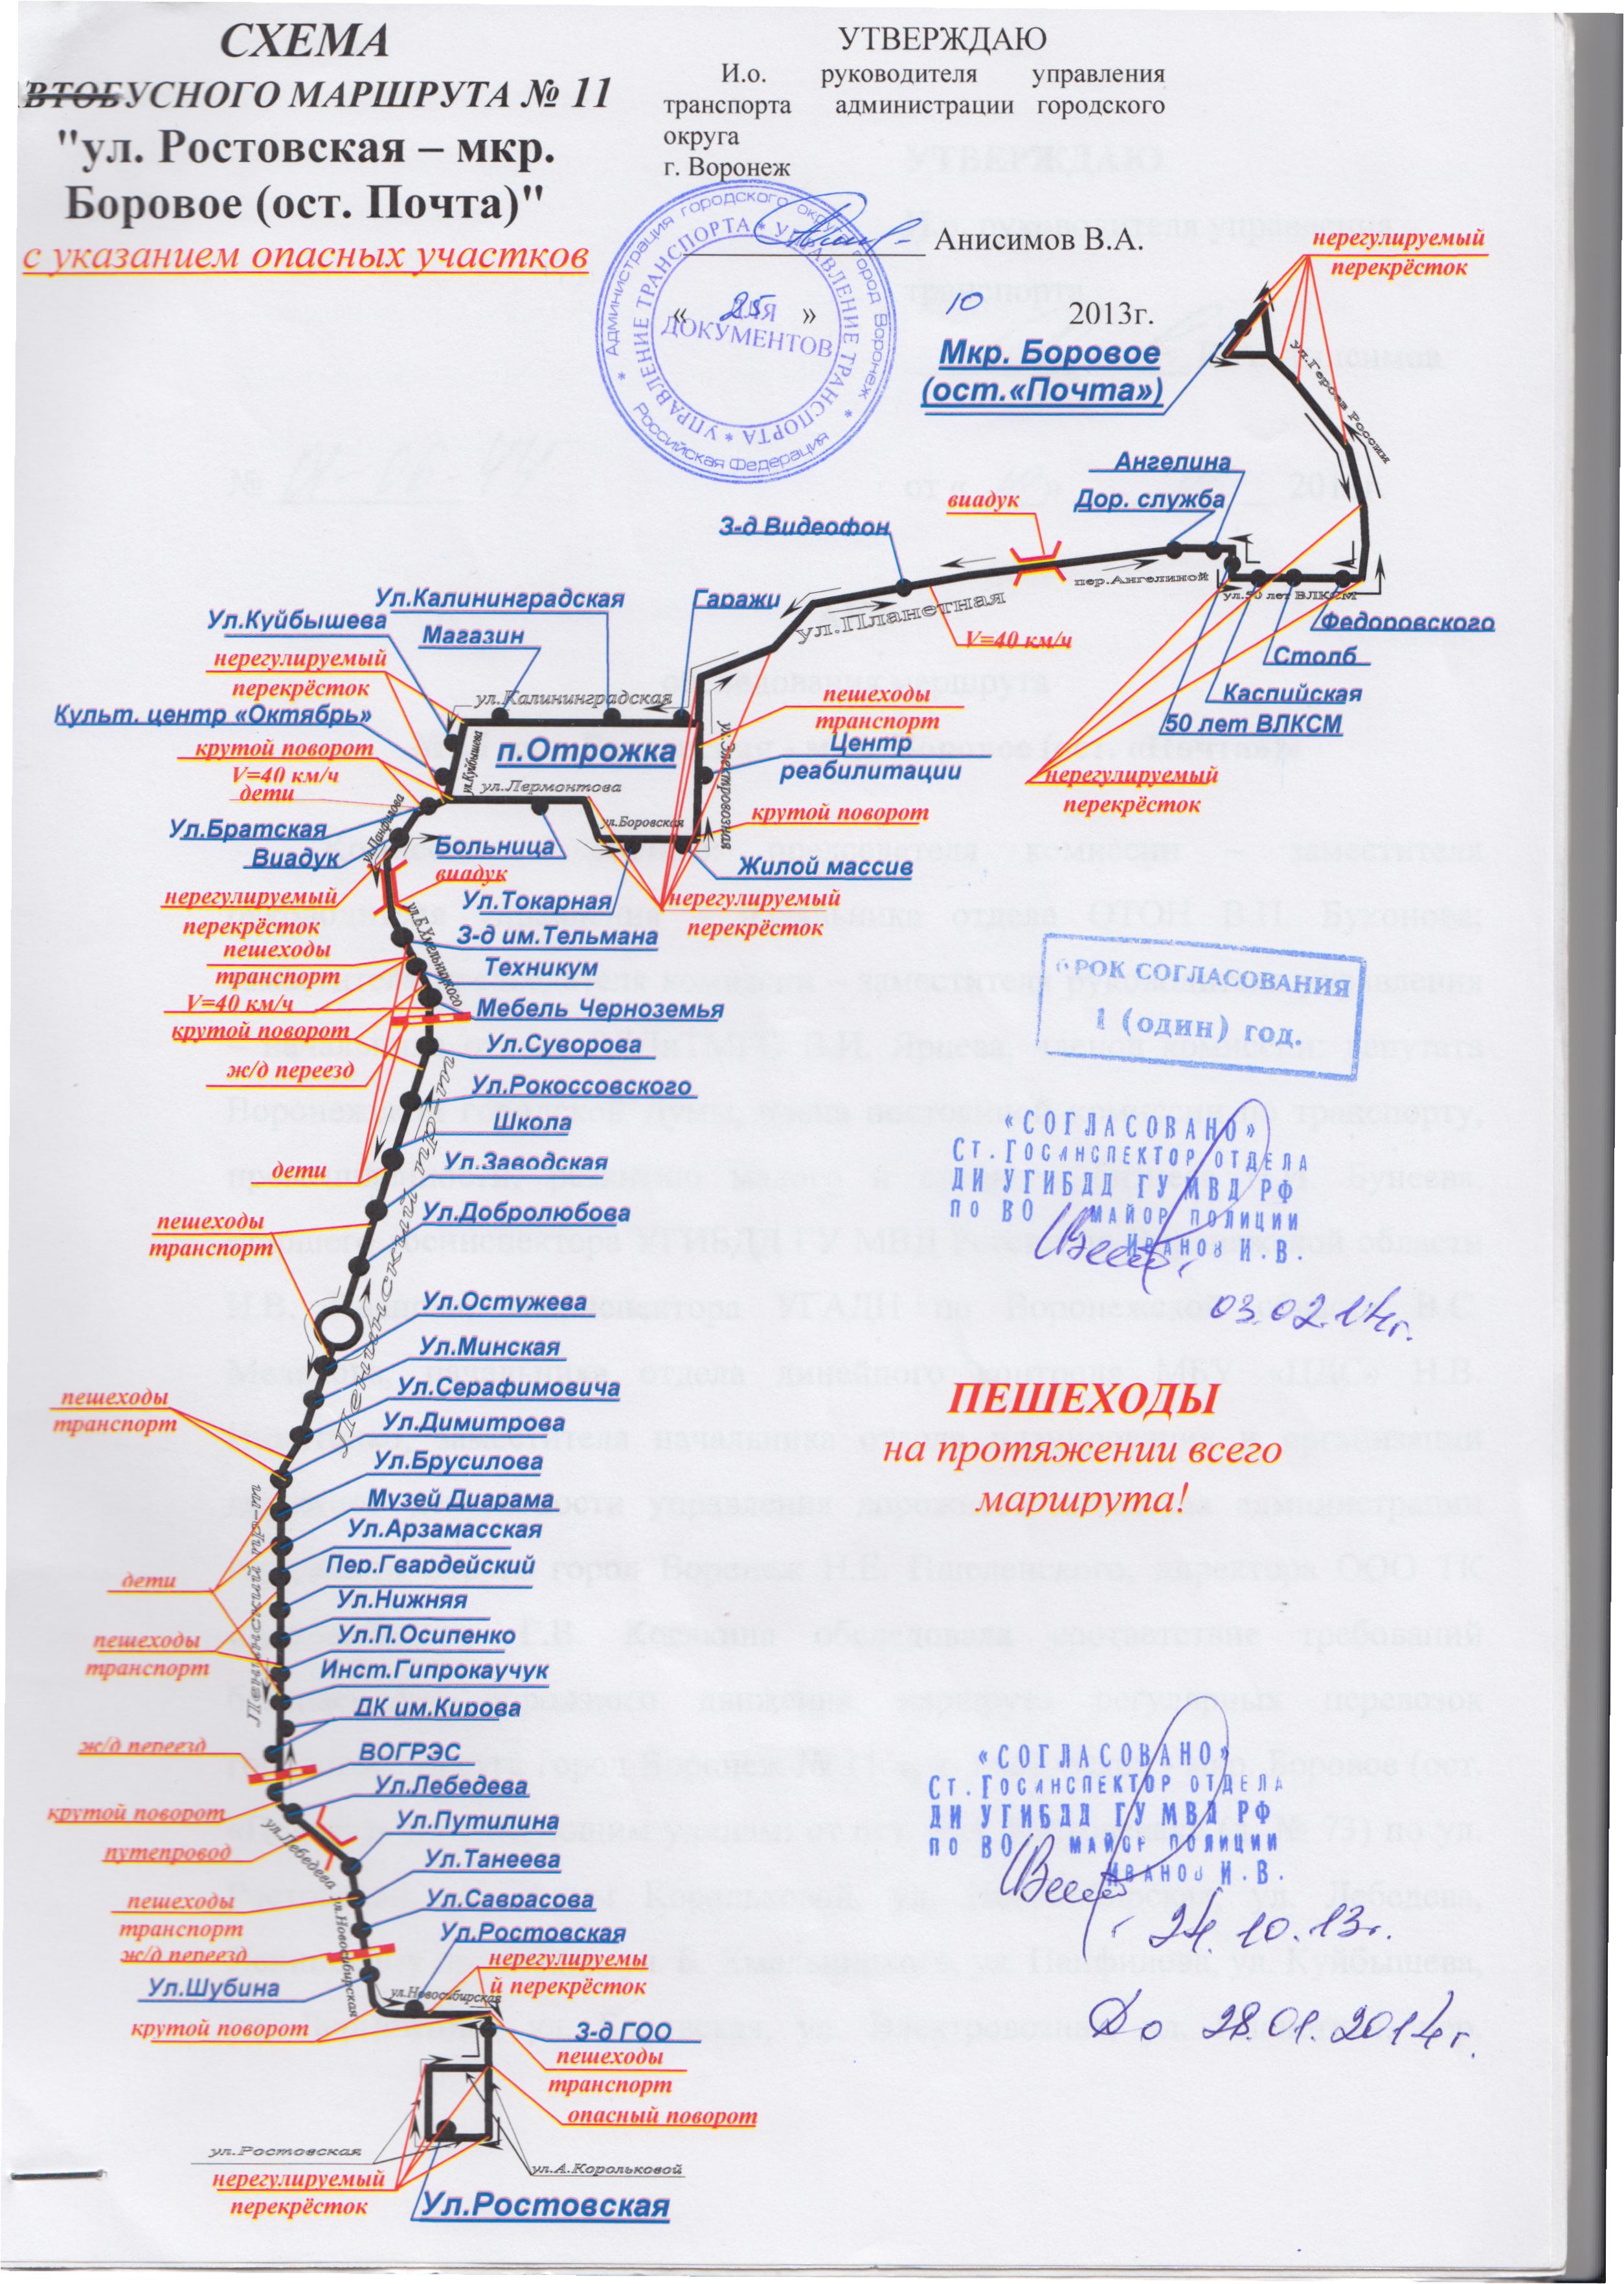 СХЕМА
АВТОБУСНОГО МАРШРУТА № 11
"ул. Ростовская – мкр.
Боровое (ост. Почта)"
с указанием опасных участков
УТВЕРЖДАЮ
И.о. руководителя управления
транспорта администрации городского
округа
г. Воронеж
Анисимов В.А.
« 25 » 10 2013г.
Администрация городского округа город Воронеж * Российская Федерация *
УПРАВЛЕНИЕ ТРАНСПОРТА * УПРАВЛЕНИЕ ТРАНСПОРТА *
ДЛЯ
ДОКУМЕНТОВ
нерегулируемый
перекрёсток
Мкр. Боровое
(ост.«Почта»)
ул.Героев России
Ангелина
Дор. служба
виадук
З-д Видеофон
пер.Ангелиной
ул.50 лет ВЛКСМ
ул.Планетная
V=40 км/ч
Федоровского
Столб
Каспийская
50 лет ВЛКСМ
нерегулируемый
перекрёсток
Ул.Калининградская
Гаражи
Ул.Куйбышева
Магазин
нерегулируемый
перекрёсток
ул.Калининградская
Культ. центр «Октябрь»
п.Отрожка
ул.Куйбышева
ул.Электровозная
пешеходы
транспорт
Центр
реабилитации
крутой поворот
V=40 км/ч
дети
ул.Лермонтова
ул.Боровская
крутой поворот
ул.Панфилова
Ул.Братская
Виадук
Больница
виадук
Жилой массив
Ул.Токарная
нерегулируемый
перекрёсток
нерегулируемый
перекрёсток
ул.Б.Хмельницкого
З-д им.Тельмана
пешеходы
транспорт
Техникум
V=40 км/ч
Мебель Черноземья
крутой поворот
Ул.Суворова
ж/д переезд
Ул.Рокоссовского
Школа
дети
Ул.Заводская
Ул.Добролюбова
пешеходы
транспорт
Ул.Остужева
Ул.Минская
Ул.Серафимовича
пешеходы
транспорт
Ул.Димитрова
Ул.Брусилова
Музей Диарама
Ул.Арзамасская
Пер.Гвардейский
дети
Ул.Нижняя
Ул.П.Осипенко
пешеходы
транспорт
Ленинский пр-т
Инст.Гипрокаучук
ДК им.Кирова
ж/д переезд
ВОГРЭС
Ул.Лебедева
крутой поворот
Ул.Путилина
путепровод
ул.Лебедева
Ул.Танеева
пешеходы
транспорт
Ул.Саврасова
ул.Новосибирская
Ул.Ростовская
ж/д переезд
нерегулируемы
й перекрёсток
Ул.Шубина
ул.Новосибирская
крутой поворот
З-д ГОО
пешеходы
транспорт
опасный поворот
ул.Ростовская
ул.А.Корольковой
нерегулируемый
перекрёсток
Ул.Ростовская
СРОК СОГЛАСОВАНИЯ
1 (один) год.
«СОГЛАСОВАНО»
Ст.Госинспектор отдела
ДИ УГИБДД ГУ МВД РФ
по ВО майор полиции
Иванов И.В.
03.02.14г.
ПЕШЕХОДЫ
на протяжении всего
маршрута!
«СОГЛАСОВАНО»
Ст.Госинспектор отдела
ДИ УГИБДД ГУ МВД РФ
по ВО майор полиции
Иванов И.В.
24.10.13г.
До 28.01.2014г.